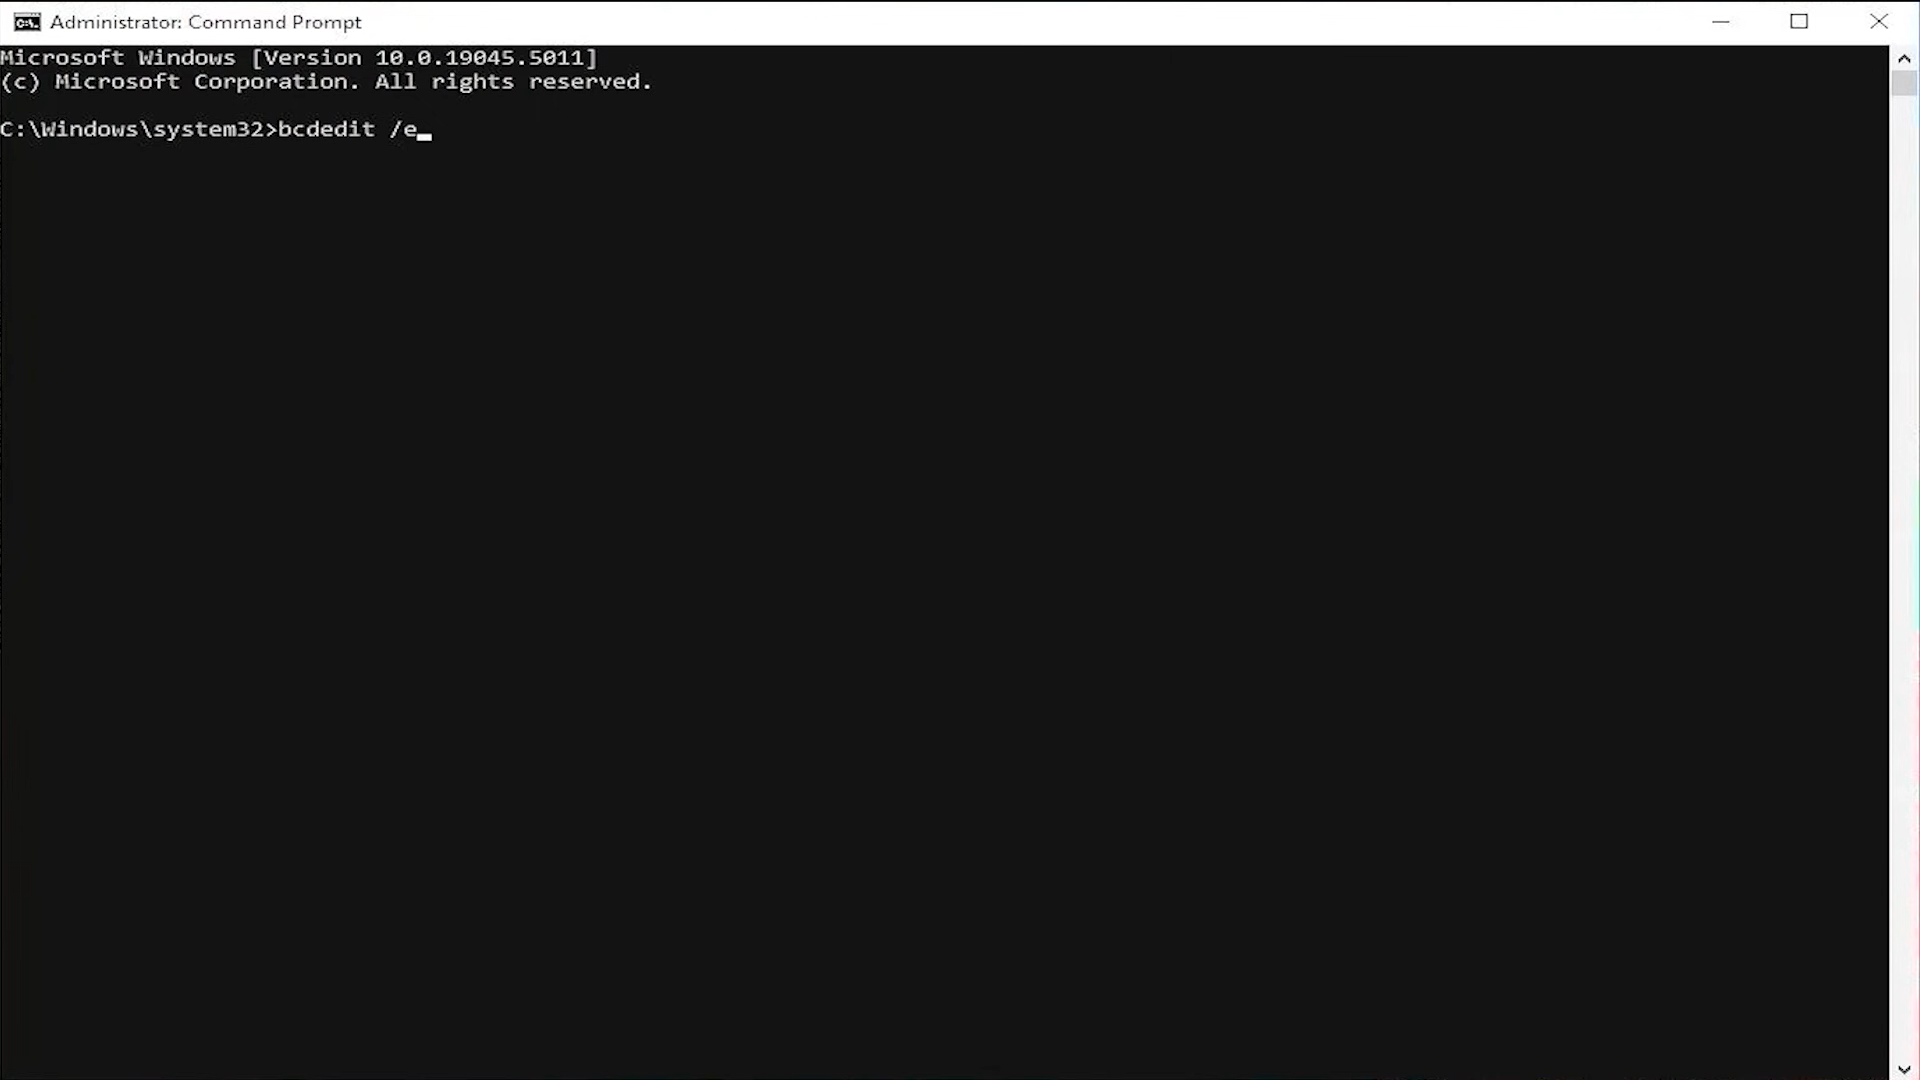 Administrator: Command Prompt
Microsoft Windows [Version 10.0.19045.5011]
(c) Microsoft Corporation. All rights reserved.
C:\Windows\system32>bcdedit /e